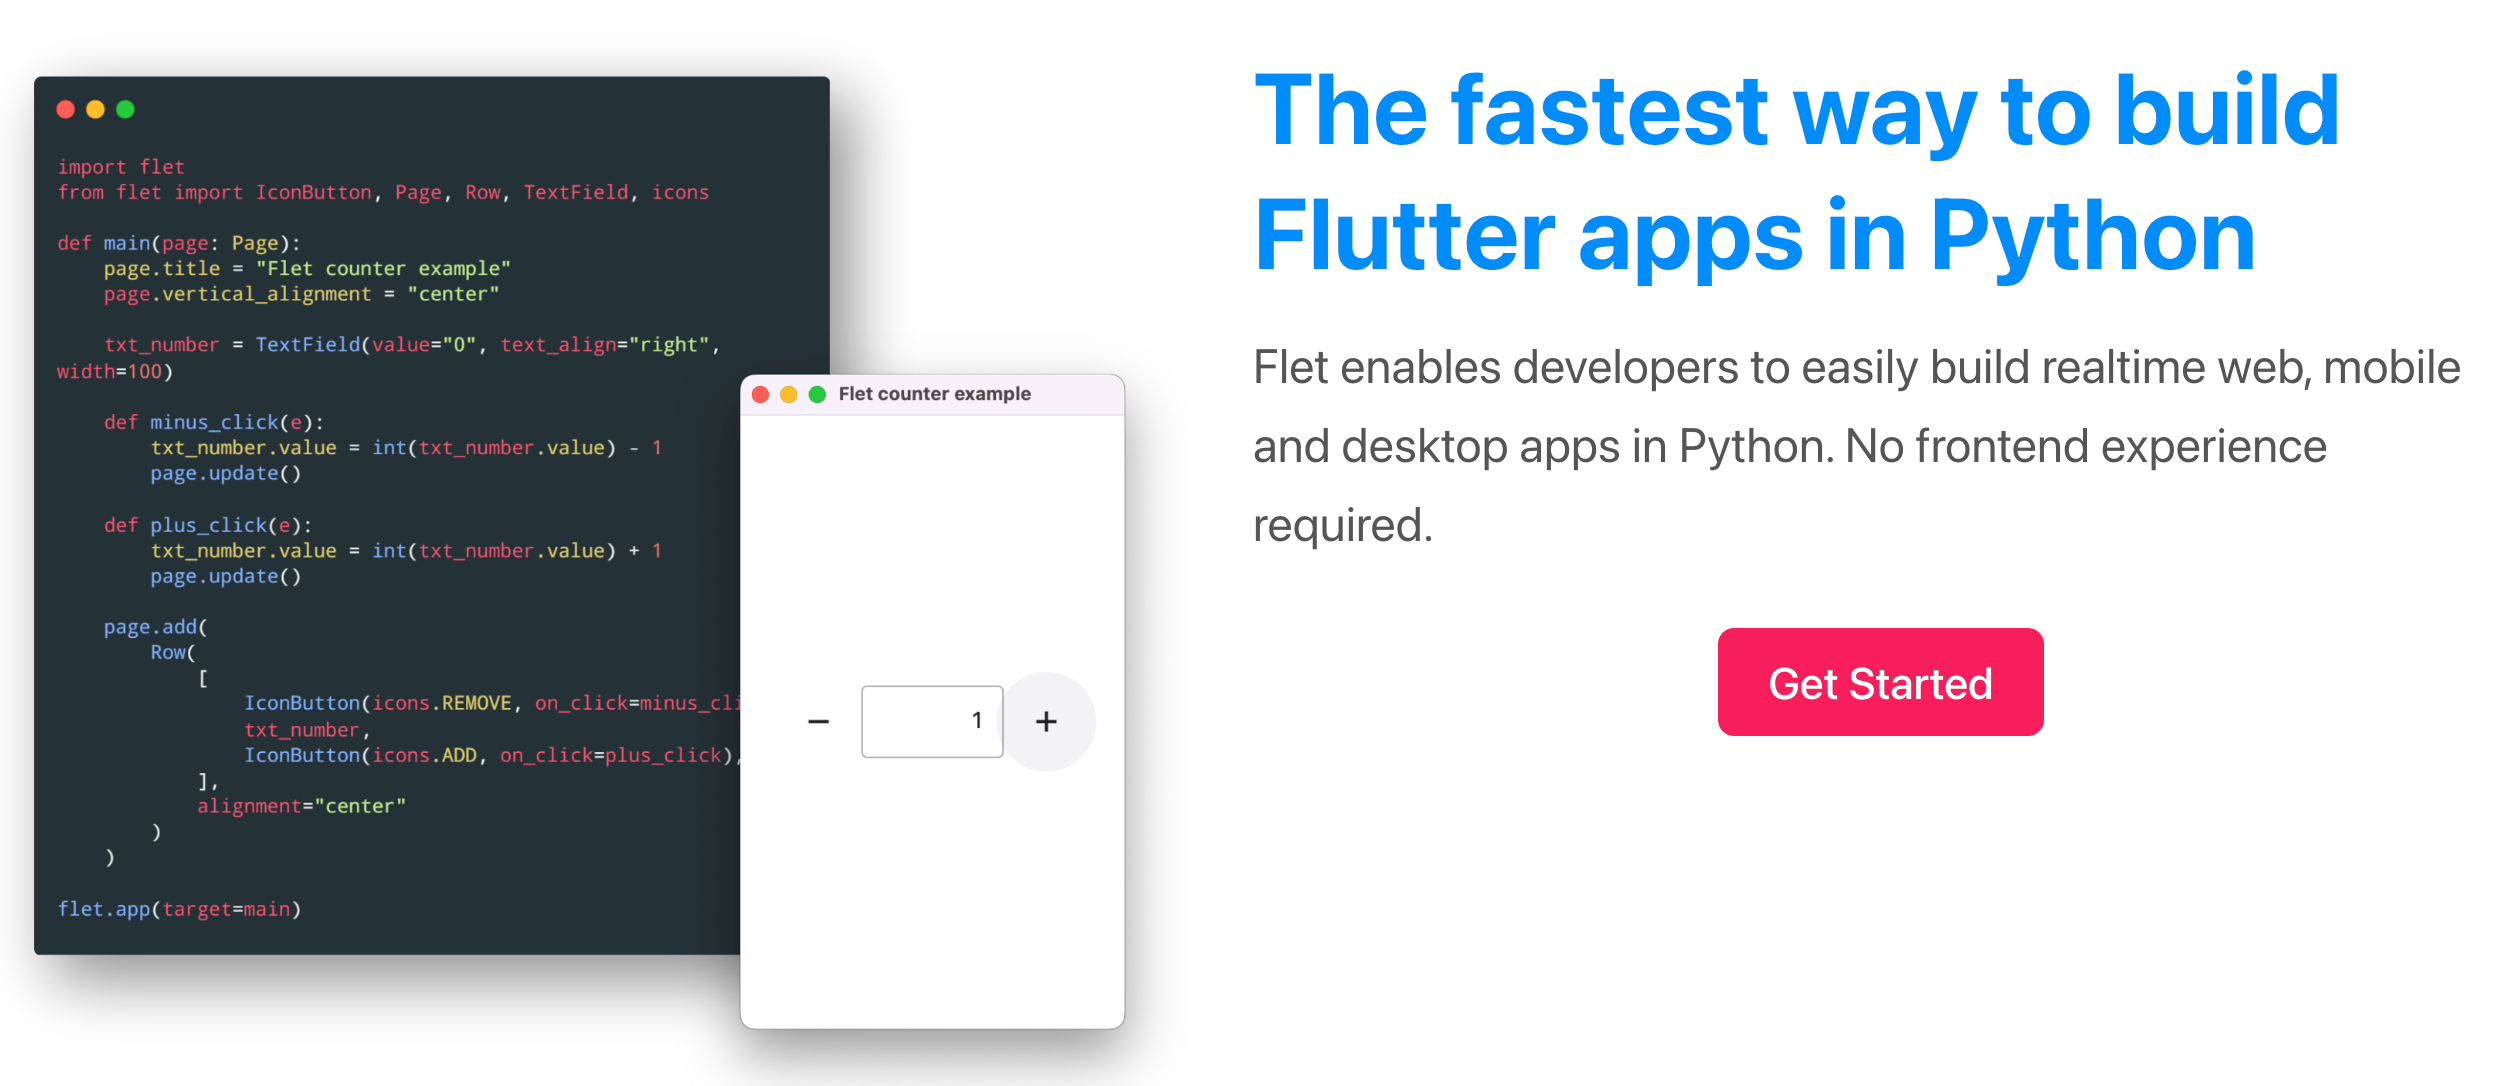 import flet
from flet import IconButton, Page, Row, TextField, icons
def main(page: Page):
    page.title = "Flet counter example"
    page.vertical_alignment = "center"
    txt_number = TextField(value="0", text_align="right",
width=100)
    def minus_click(e):
        txt_number.value = int(txt_number.value) - 1
        page.update()
    def plus_click(e):
        txt_number.value = int(txt_number.value) + 1
        page.update()
    page.add(
        Row(
            [
                IconButton(icons.REMOVE, on_click=minus_cli
                txt_number,
                IconButton(icons.ADD, on_click=plus_click),
            ],
            alignment="center"
        )
    )
flet.app(target=main)
Flet counter example
− 1 +
The fastest way to build
Flutter apps in Python
Flet enables developers to easily build realtime web, mobile
and desktop apps in Python. No frontend experience
required.
Get Started